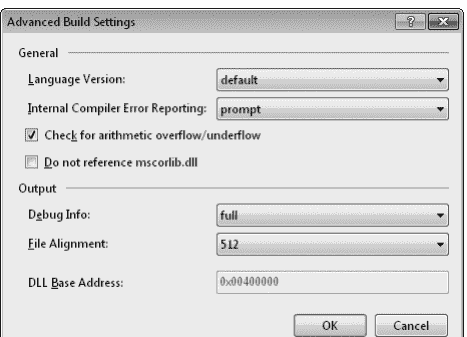 Advanced Build Settings
General
Language Version: default
Internal Compiler Error Reporting: prompt
Check for arithmetic overflow/underflow
Do not reference mscorlib.dll
Output
Debug Info: full
File Alignment: 512
DLL Base Address: 0x00400000
OK Cancel